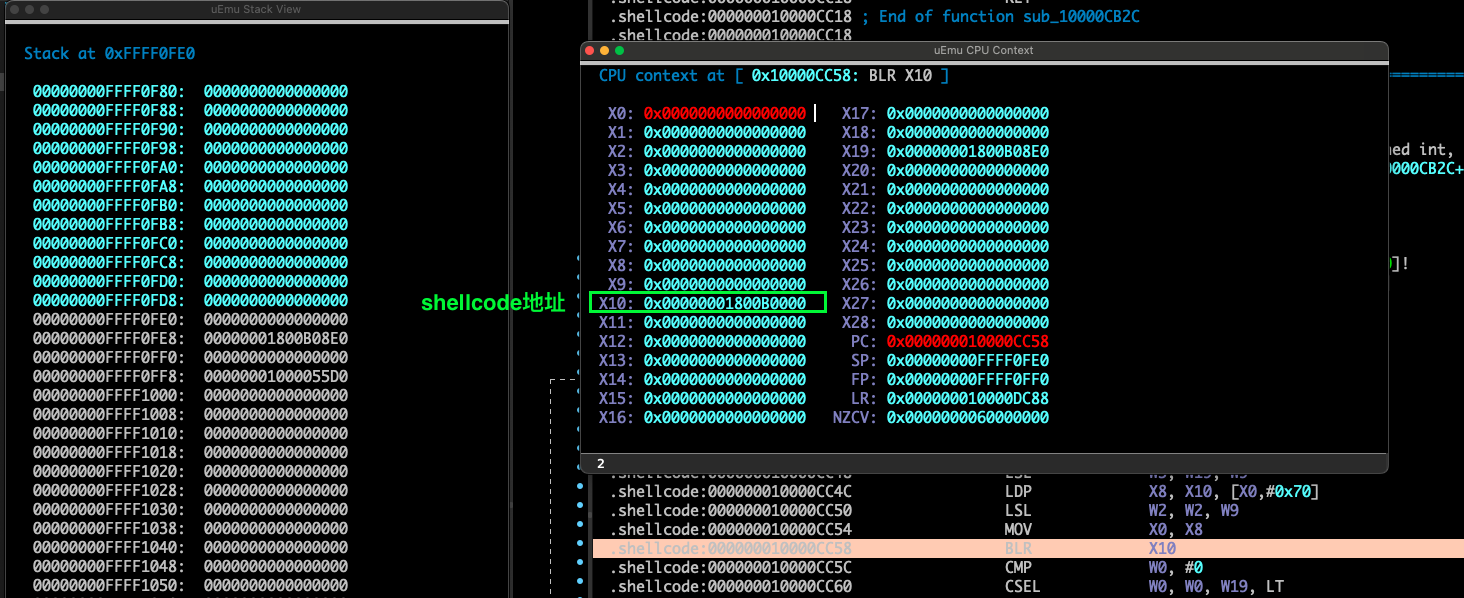 uEmu Stack View
Stack at 0xFFFF0FE0
00000000FFFF0F80: 0000000000000000
00000000FFFF0F88: 0000000000000000
00000000FFFF0F90: 0000000000000000
00000000FFFF0F98: 0000000000000000
00000000FFFF0FA0: 0000000000000000
00000000FFFF0FA8: 0000000000000000
00000000FFFF0FB0: 0000000000000000
00000000FFFF0FB8: 0000000000000000
00000000FFFF0FC0: 0000000000000000
00000000FFFF0FC8: 0000000000000000
00000000FFFF0FD0: 0000000000000000
00000000FFFF0FD8: 0000000000000000
00000000FFFF0FE0: 0000000000000000
00000000FFFF0FE8: 00000001800B08E0
00000000FFFF0FF0: 0000000000000000
00000000FFFF0FF8: 00000001000055D0
00000000FFFF1000: 0000000000000000
00000000FFFF1008: 0000000000000000
00000000FFFF1010: 0000000000000000
00000000FFFF1018: 0000000000000000
00000000FFFF1020: 0000000000000000
00000000FFFF1028: 0000000000000000
00000000FFFF1030: 0000000000000000
00000000FFFF1038: 0000000000000000
00000000FFFF1040: 0000000000000000
00000000FFFF1048: 0000000000000000
00000000FFFF1050: 0000000000000000
shellcode地址
.shellcode:000000010000CC18 ; End of function sub_10000CB2C
.shellcode:000000010000CC18
uEmu CPU Context
CPU context at [ 0x10000CC58: BLR X10 ]
X0: 0x0000000000000000 X17: 0x0000000000000000
X1: 0x0000000000000000 X18: 0x0000000000000000
X2: 0x0000000000000000 X19: 0x00000001800B08E0
X3: 0x0000000000000000 X20: 0x0000000000000000
X4: 0x0000000000000000 X21: 0x0000000000000000
X5: 0x0000000000000000 X22: 0x0000000000000000
X6: 0x0000000000000000 X23: 0x0000000000000000
X7: 0x0000000000000000 X24: 0x0000000000000000
X8: 0x0000000000000000 X25: 0x0000000000000000
X9: 0x0000000000000000 X26: 0x0000000000000000
X10: 0x00000001800B0000 X27: 0x0000000000000000
X11: 0x0000000000000000 X28: 0x0000000000000000
X12: 0x0000000000000000 PC: 0x000000010000CC58
X13: 0x0000000000000000 SP: 0x00000000FFFF0FE0
X14: 0x0000000000000000 FP: 0x00000000FFFF0FF0
X15: 0x0000000000000000 LR: 0x000000010000DC88
X16: 0x0000000000000000 NZCV: 0x0000000060000000
2
int,
000CB2C+
]!
.shellcode:000000010000CC4C LDP X8, X10, [X0,#0x70]
.shellcode:000000010000CC50 LSL W2, W2, W9
.shellcode:000000010000CC54 MOV X0, X8
.shellcode:000000010000CC58 BLR X10
.shellcode:000000010000CC5C CMP W0, #0
.shellcode:000000010000CC60 CSEL W0, W0, W19, LT